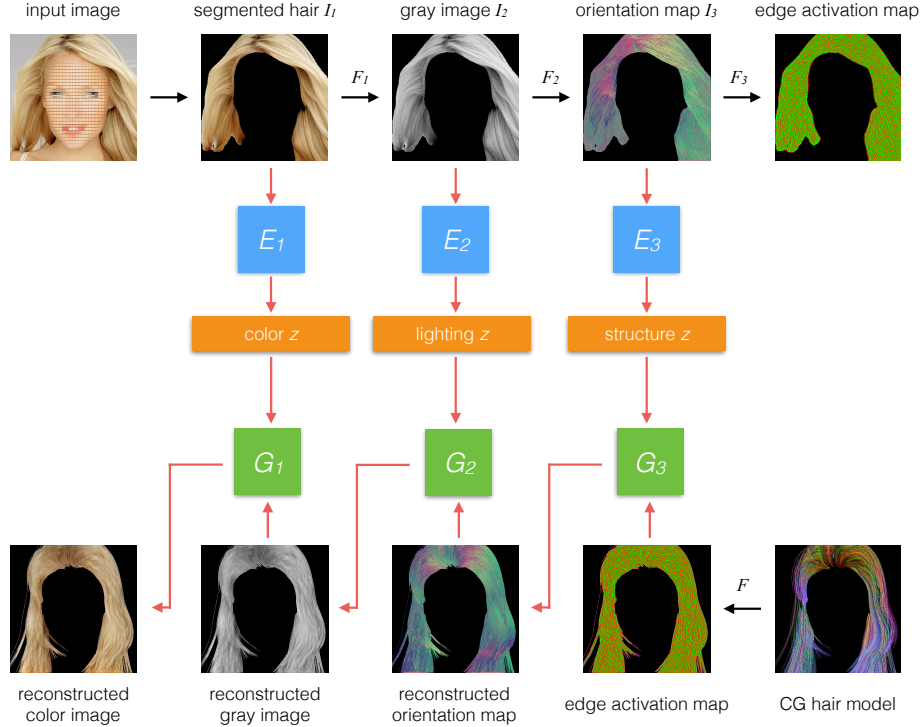 input image
segmented hair I1
gray image I2
orientation map I3
edge activation map
F1
F2
F3
E1
E2
E3
color z
lighting z
structure z
G1
G2
G3
F
reconstructed
color image
reconstructed
gray image
reconstructed
orientation map
edge activation map
CG hair model